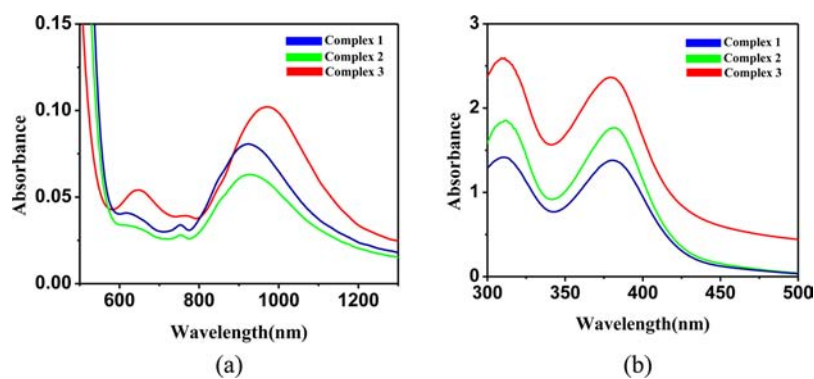 0.15
0.10
0.05
0.00
Absorbance
600 800 1000 1200
Wavelength(nm)
Complex 1
Complex 2
Complex 3
(a)
3
2
1
0
Absorbance
300 350 400 450 500
Wavelength(nm)
Complex 1
Complex 2
Complex 3
(b)